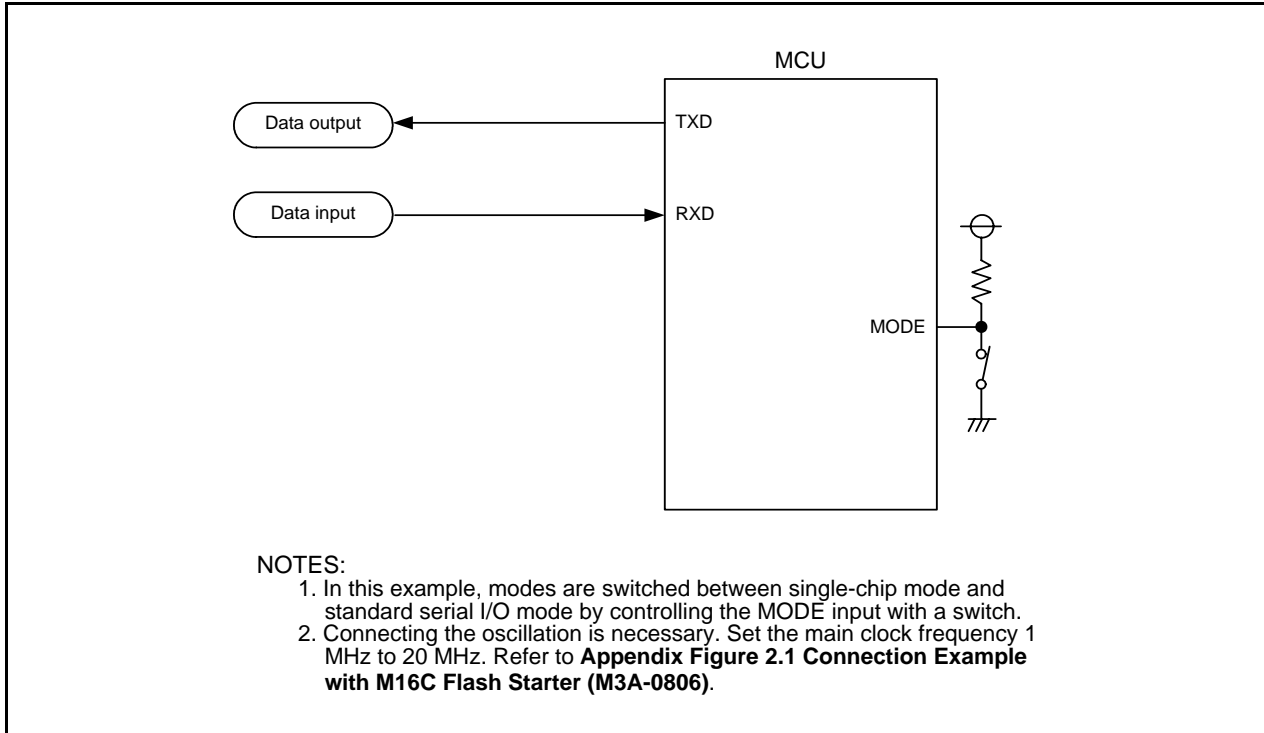 MCU
Data output
TXD
Data input
RXD
MODE
NOTES:
1. In this example, modes are switched between single-chip mode and
standard serial I/O mode by controlling the MODE input with a switch.
2. Connecting the oscillation is necessary. Set the main clock frequency 1
MHz to 20 MHz. Refer to Appendix Figure 2.1 Connection Example
with M16C Flash Starter (M3A-0806).